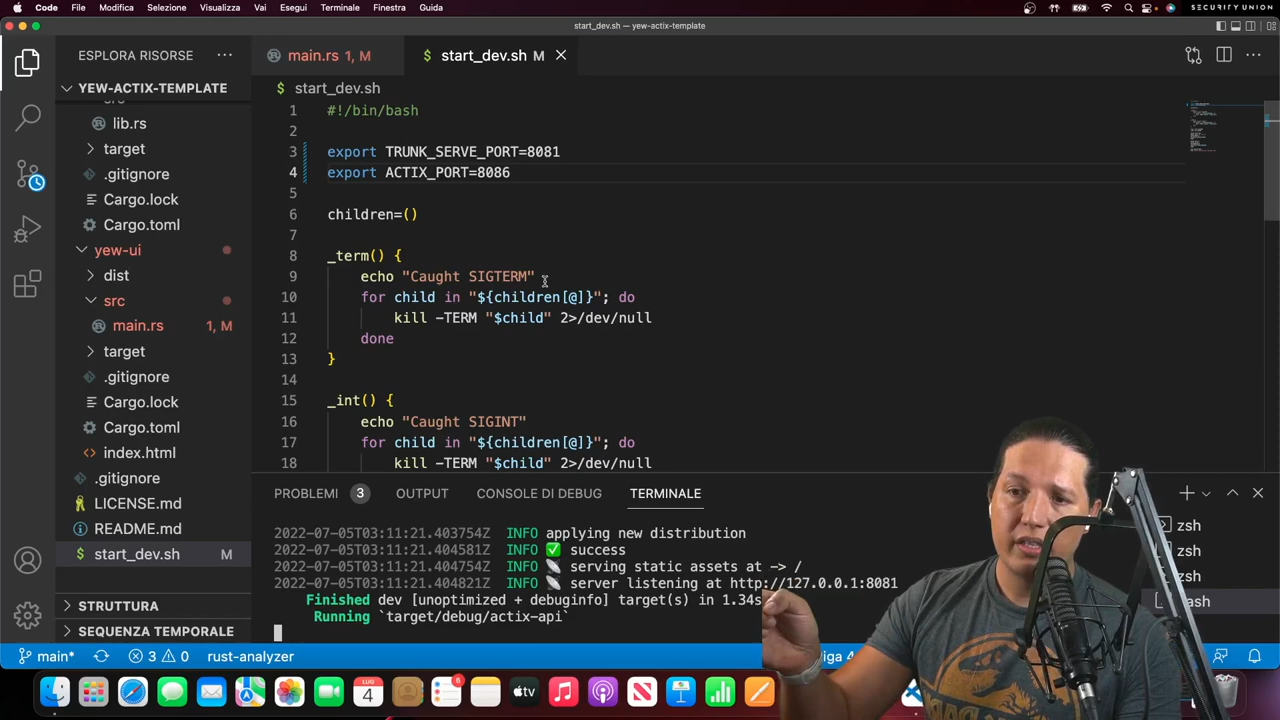 Code File Modifica Selezione Visualizza Vai Esegui Terminale Finestra Guida
SECURITY UNION
start_dev.sh — yew-actix-template
ESPLORA RISORSE
main.rs 1, M
start_dev.sh M
YEW-ACTIX-TEMPLATE
$ start_dev.sh
src
lib.rs
target
.gitignore
Cargo.lock
Cargo.toml
yew-ui
dist
src
main.rs 1, M
target
.gitignore
Cargo.lock
Cargo.toml
index.html
.gitignore
LICENSE.md
README.md
$ start_dev.sh M
STRUTTURA
SEQUENZA TEMPORALE
1 #!/bin/bash
2
3 export TRUNK_SERVE_PORT=8081
4 export ACTIX_PORT=8086
5
6 children=()
7
8 _term() {
9 echo "Caught SIGTERM"
10 for child in "${children[@]}"; do
11 kill -TERM "$child" 2>/dev/null
12 done
13 }
14
15 _int() {
16 echo "Caught SIGINT"
17 for child in "${children[@]}"; do
18 kill -TERM "$child" 2>/dev/null
PROBLEMI 3 OUTPUT CONSOLE DI DEBUG TERMINALE
2022-07-05T03:11:21.403754Z INFO applying new distribution
2022-07-05T03:11:21.404581Z INFO ✅ success
2022-07-05T03:11:21.404754Z INFO 📡 serving static assets at -> /
2022-07-05T03:11:21.404821Z INFO 📡 server listening at http://127.0.0.1:8081
Finished dev [unoptimized + debuginfo] target(s) in 1.34s
Running `target/debug/actix-api`
zsh
zsh
main* 3 0 rust-analyzer
LUG
4
6
tv